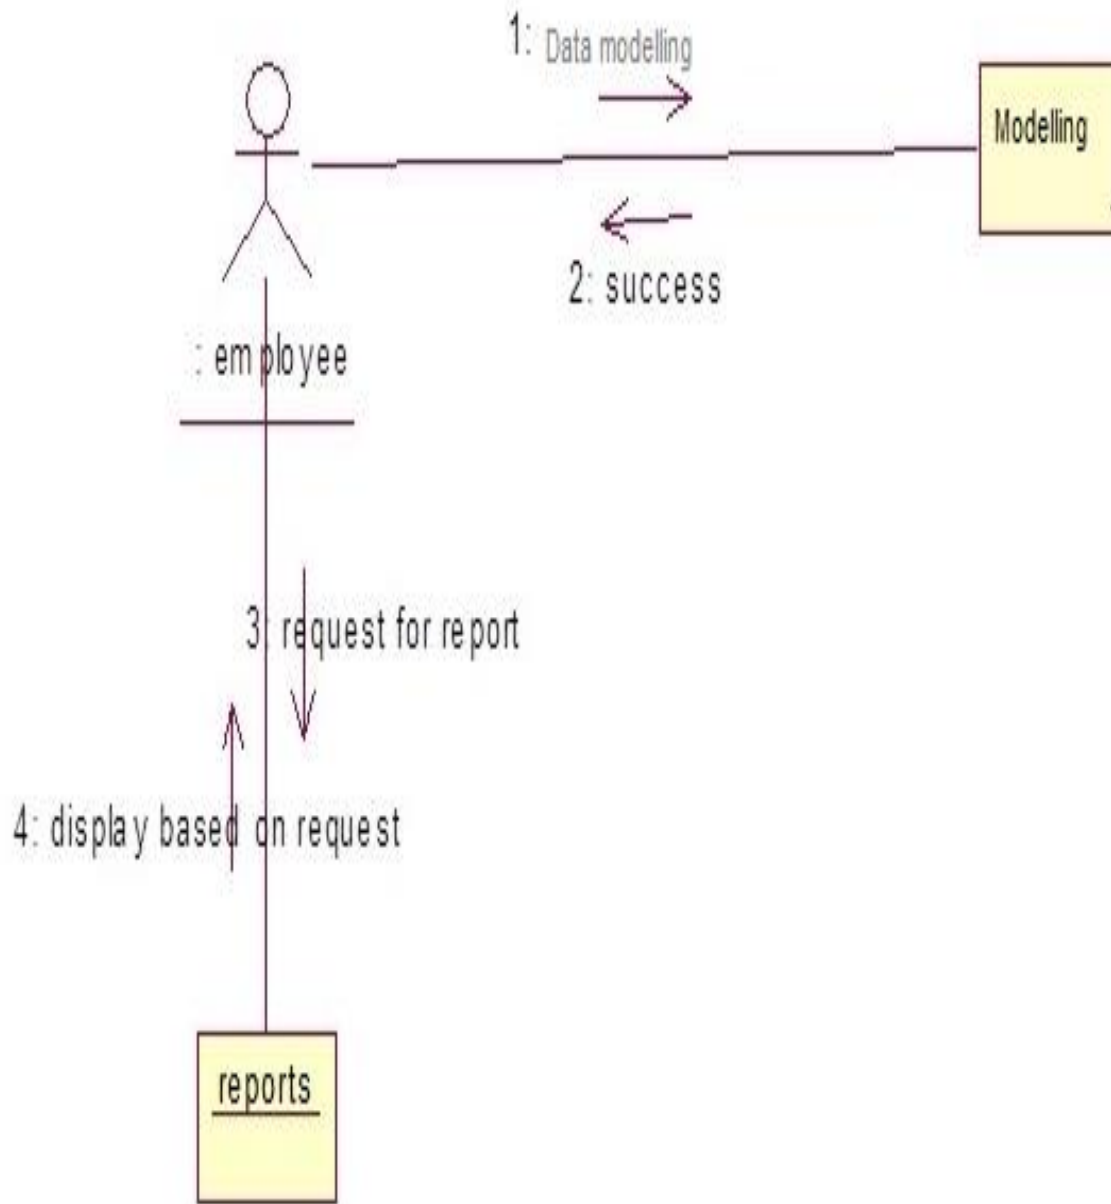 1: Data modelling
Modelling
2: success
: employee
3: request for report
4: display based on request
reports